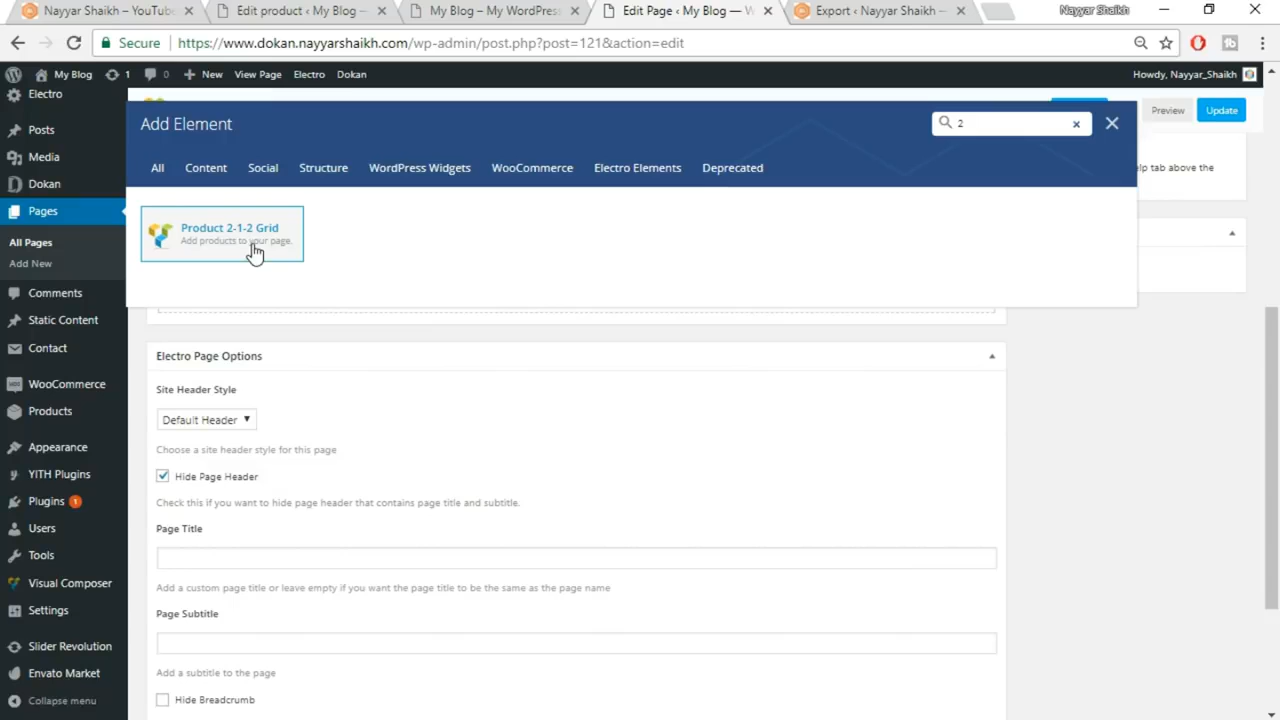 Nayyar Shaikh – YouTube
Edit product ‹ My Blog –
My Blog – My WordPress
Edit Page ‹ My Blog — W
Export ‹ Nayyar Shaikh —
Nayyar Shaikh
Secure
https://www.dokan.nayyarshaikh.com/wp-admin/post.php?post=121&action=edit
My Blog
1
0
New
View Page
Electro
Dokan
Howdy, Nayyar_Shaikh
Electro
Posts
Media
Dokan
Pages
All Pages
Add New
Comments
Static Content
Contact
WooCommerce
Products
Appearance
YITH Plugins
Plugins 1
Users
Tools
Visual Composer
Settings
Slider Revolution
Envato Market
Collapse menu
Add Element
2
Preview
Update
All
Content
Social
Structure
WordPress Widgets
WooCommerce
Electro Elements
Deprecated
elp tab above the
Product 2-1-2 Grid
Add products to your page.
Electro Page Options
Site Header Style
Default Header
Choose a site header style for this page
Hide Page Header
Check this if you want to hide page header that contains page title and subtitle.
Page Title
Add a custom page title or leave empty if you want the page title to be the same as the page name
Page Subtitle
Add a subtitle to the page
Hide Breadcrumb